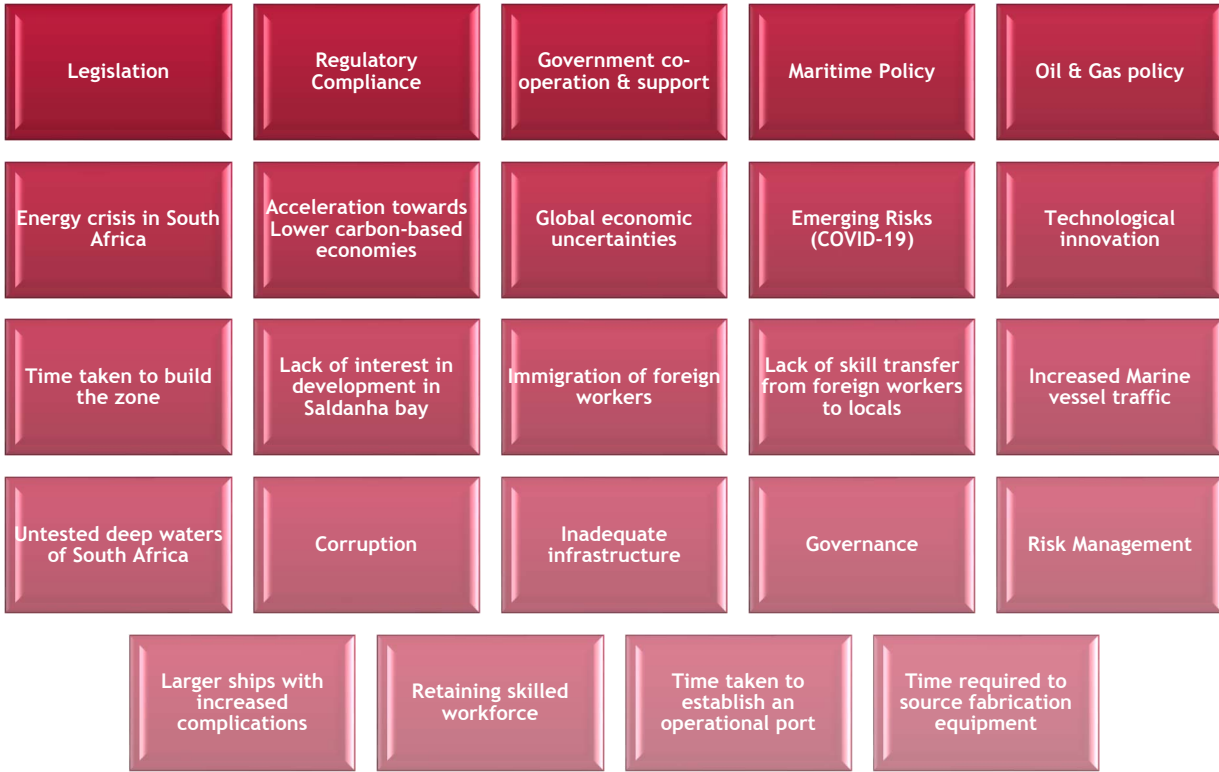 Legislation
Regulatory
Compliance
Government co-
operation & support
Maritime Policy
Oil & Gas policy
Energy crisis in South
Africa
Acceleration towards
Lower carbon-based
economies
Global economic
uncertainties
Emerging Risks
(COVID-19)
Technological
innovation
Time taken to build
the zone
Lack of interest in
development in
Saldanha bay
Immigration of foreign
workers
Lack of skill transfer
from foreign workers
to locals
Increased Marine
vessel traffic
Untested deep waters
of South Africa
Corruption
Inadequate
infrastructure
Governance
Risk Management
Larger ships with
increased
complications
Retaining skilled
workforce
Time taken to
establish an
operational port
Time required to
source fabrication
equipment